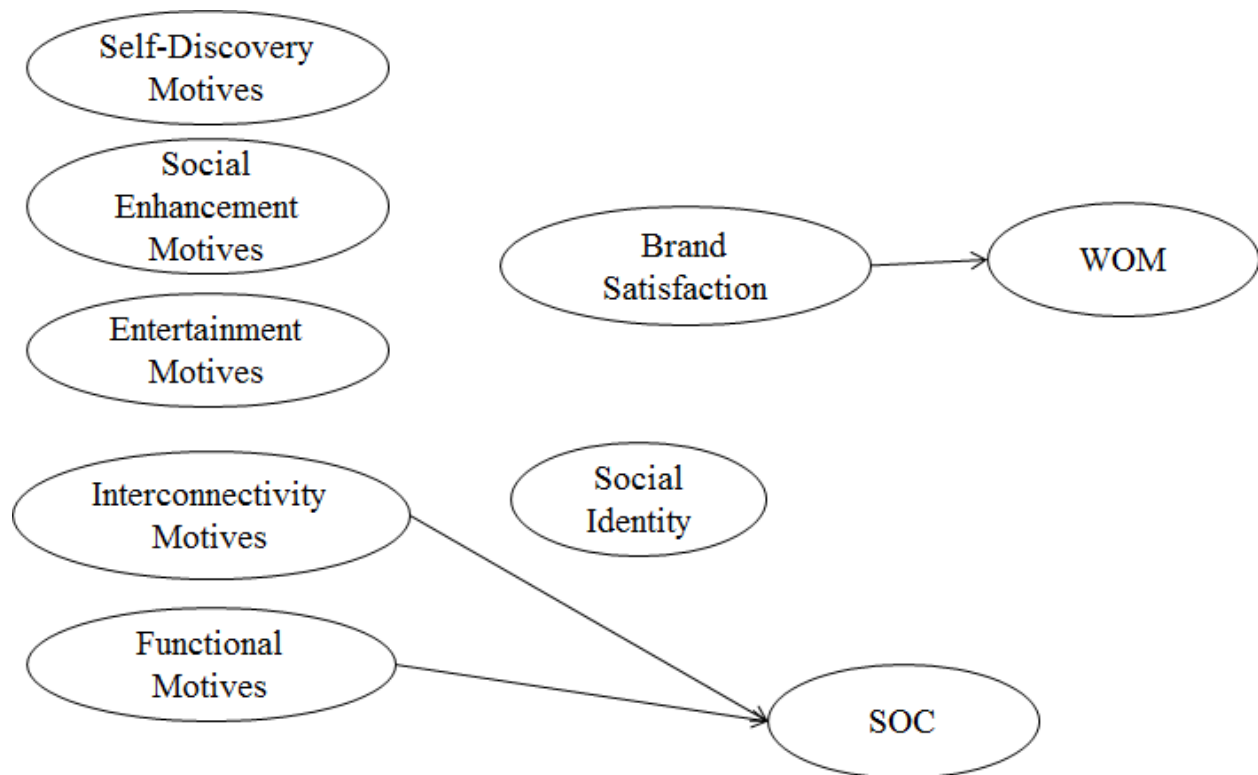 Self-Discovery
Motives
Social
Enhancement
Motives
Brand
Satisfaction
WOM
Entertainment
Motives
Interconnectivity
Motives
Social
Identity
Functional
Motives
SOC